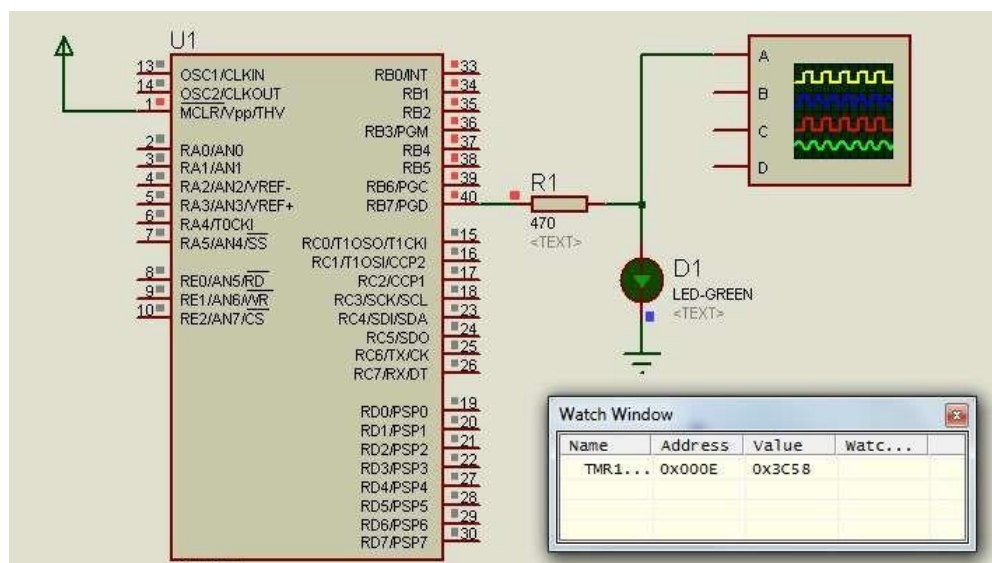 U1
13
OSC1/CLKIN
14
OSC2/CLKOUT
1
MCLR/Vpp/THV
2
RA0/AN0
3
RA1/AN1
4
RA2/AN2/VREF-
5
RA3/AN3/VREF+
6
RA4/T0CKI
7
RA5/AN4/SS
8
RE0/AN5/RD
9
RE1/AN6/WR
10
RE2/AN7/CS
RB0/INT 33
RB1 34
RB2 35
RB3/PGM 36
RB4 37
RB5 38
RB6/PGC 39
RB7/PGD 40
RC0/T1OSO/T1CKI 15
RC1/T1OSI/CCP2 16
RC2/CCP1 17
RC3/SCK/SCL 18
RC4/SDI/SDA 23
RC5/SDO 24
RC6/TX/CK 25
RC7/RX/DT 26
RD0/PSP0 19
RD1/PSP1 20
RD2/PSP2 21
RD3/PSP3 22
RD4/PSP4 27
RD5/PSP5 28
RD6/PSP6 29
RD7/PSP7 30
R1
470
<TEXT>
A
B
C
D
D1
LED-GREEN
<TEXT>
Watch Window
Name Address Value Watc...
TMR1... 0x000E 0x3C58